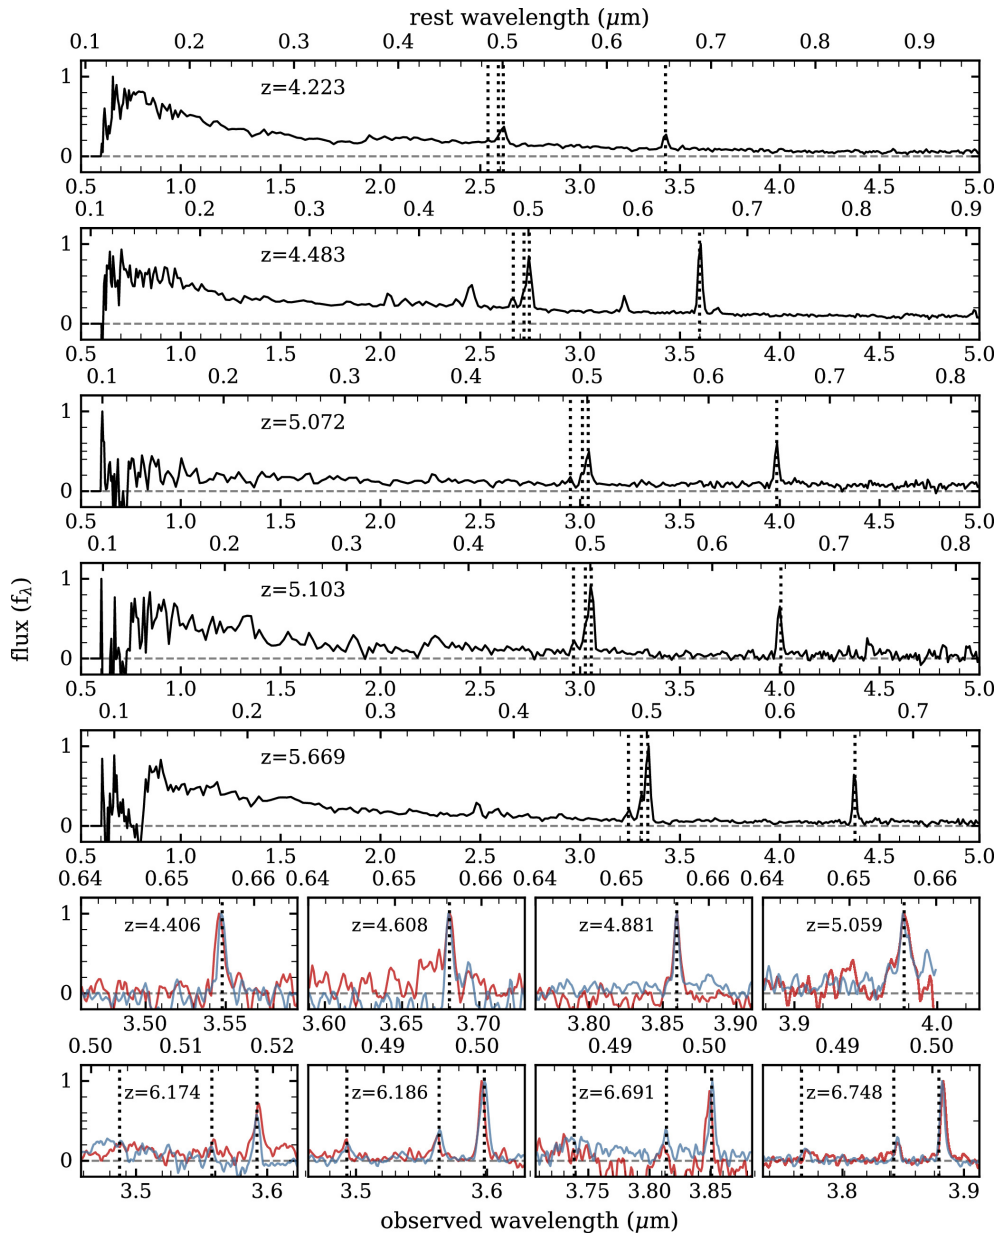 rest wavelength (μm)
0.1 0.2 0.3 0.4 0.5 0.6 0.7 0.8 0.9
1
0
z=4.223
0.5 1.0 1.5 2.0 2.5 3.0 3.5 4.0 4.5 5.0
0.1 0.2 0.3 0.4 0.5 0.6 0.7 0.8 0.9
1
0
z=4.483
0.5 1.0 1.5 2.0 2.5 3.0 3.5 4.0 4.5 5.0
0.1 0.2 0.3 0.4 0.5 0.6 0.7 0.8
1
0
z=5.072
0.5 1.0 1.5 2.0 2.5 3.0 3.5 4.0 4.5 5.0
0.1 0.2 0.3 0.4 0.5 0.6 0.7 0.8
flux (f_λ)
1
0
z=5.103
0.5 1.0 1.5 2.0 2.5 3.0 3.5 4.0 4.5 5.0
0.1 0.2 0.3 0.4 0.5 0.6 0.7
1
0
z=5.669
0.5 1.0 1.5 2.0 2.5 3.0 3.5 4.0 4.5 5.0
0.64 0.65 0.66 0.64 0.65 0.66 0.64 0.65 0.66 0.64 0.65 0.66
1
0
z=4.406 z=4.608 z=4.881 z=5.059
3.50 3.55 3.60 3.65 3.70 3.80 3.85 3.90 3.9 4.0
0.50 0.51 0.52 0.49 0.50 0.49 0.50 0.49 0.50
1
0
z=6.174 z=6.186 z=6.691 z=6.748
3.5 3.6 3.5 3.6 3.75 3.80 3.85 3.8 3.9
observed wavelength (μm)